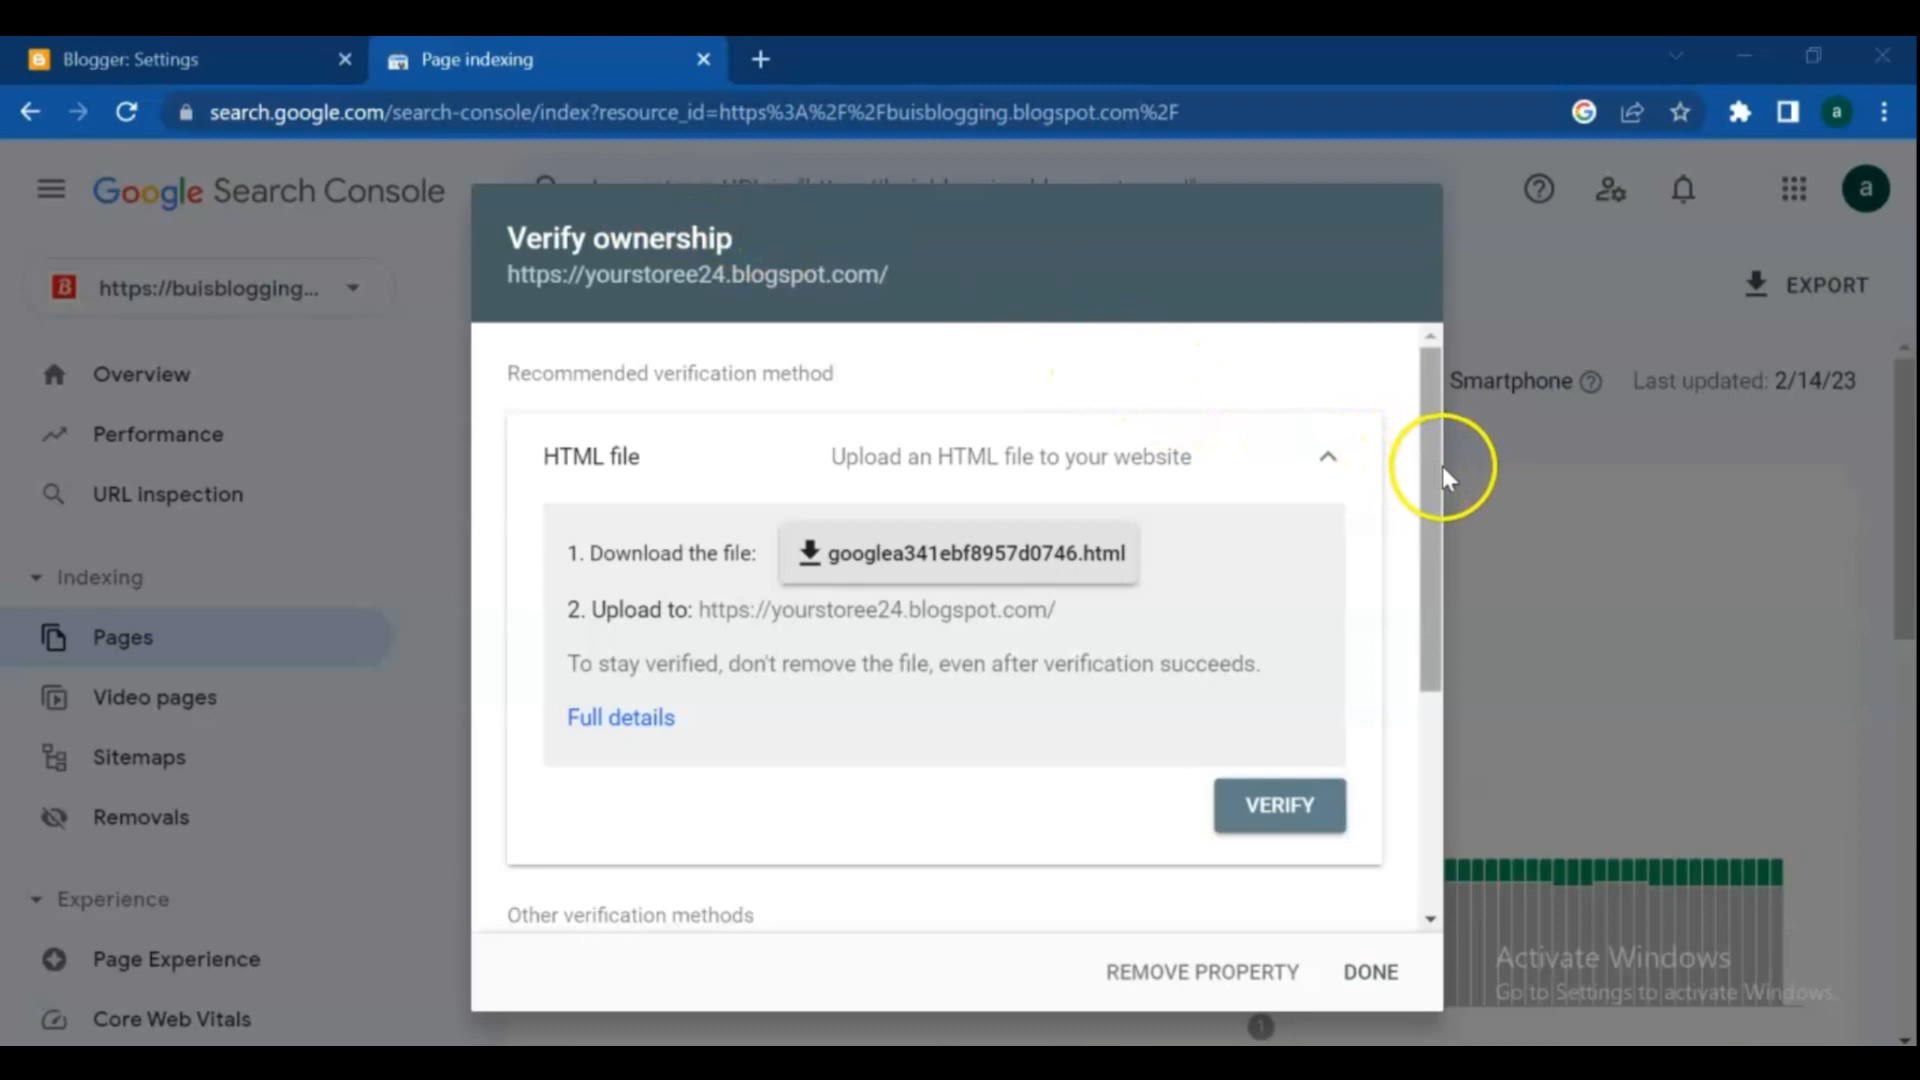 Blogger: Settings
Page indexing
search.google.com/search-console/index?resource_id=https%3A%2F%2Fbuisblogging.blogspot.com%2F
a
Google Search Console
a
https://buisblogging...
EXPORT
Verify ownership
https://yourstoree24.blogspot.com/
Overview
Performance
URL inspection
Indexing
Pages
Video pages
Sitemaps
Removals
Experience
Page Experience
Core Web Vitals
Smartphone
Last updated: 2/14/23
Recommended verification method
HTML file
Upload an HTML file to your website
1. Download the file: googlea341ebf8957d0746.html
2. Upload to: https://yourstoree24.blogspot.com/
To stay verified, don't remove the file, even after verification succeeds.
Full details
VERIFY
Other verification methods
REMOVE PROPERTY
DONE
Activate Windows
Go to Settings to activate Windows.
1